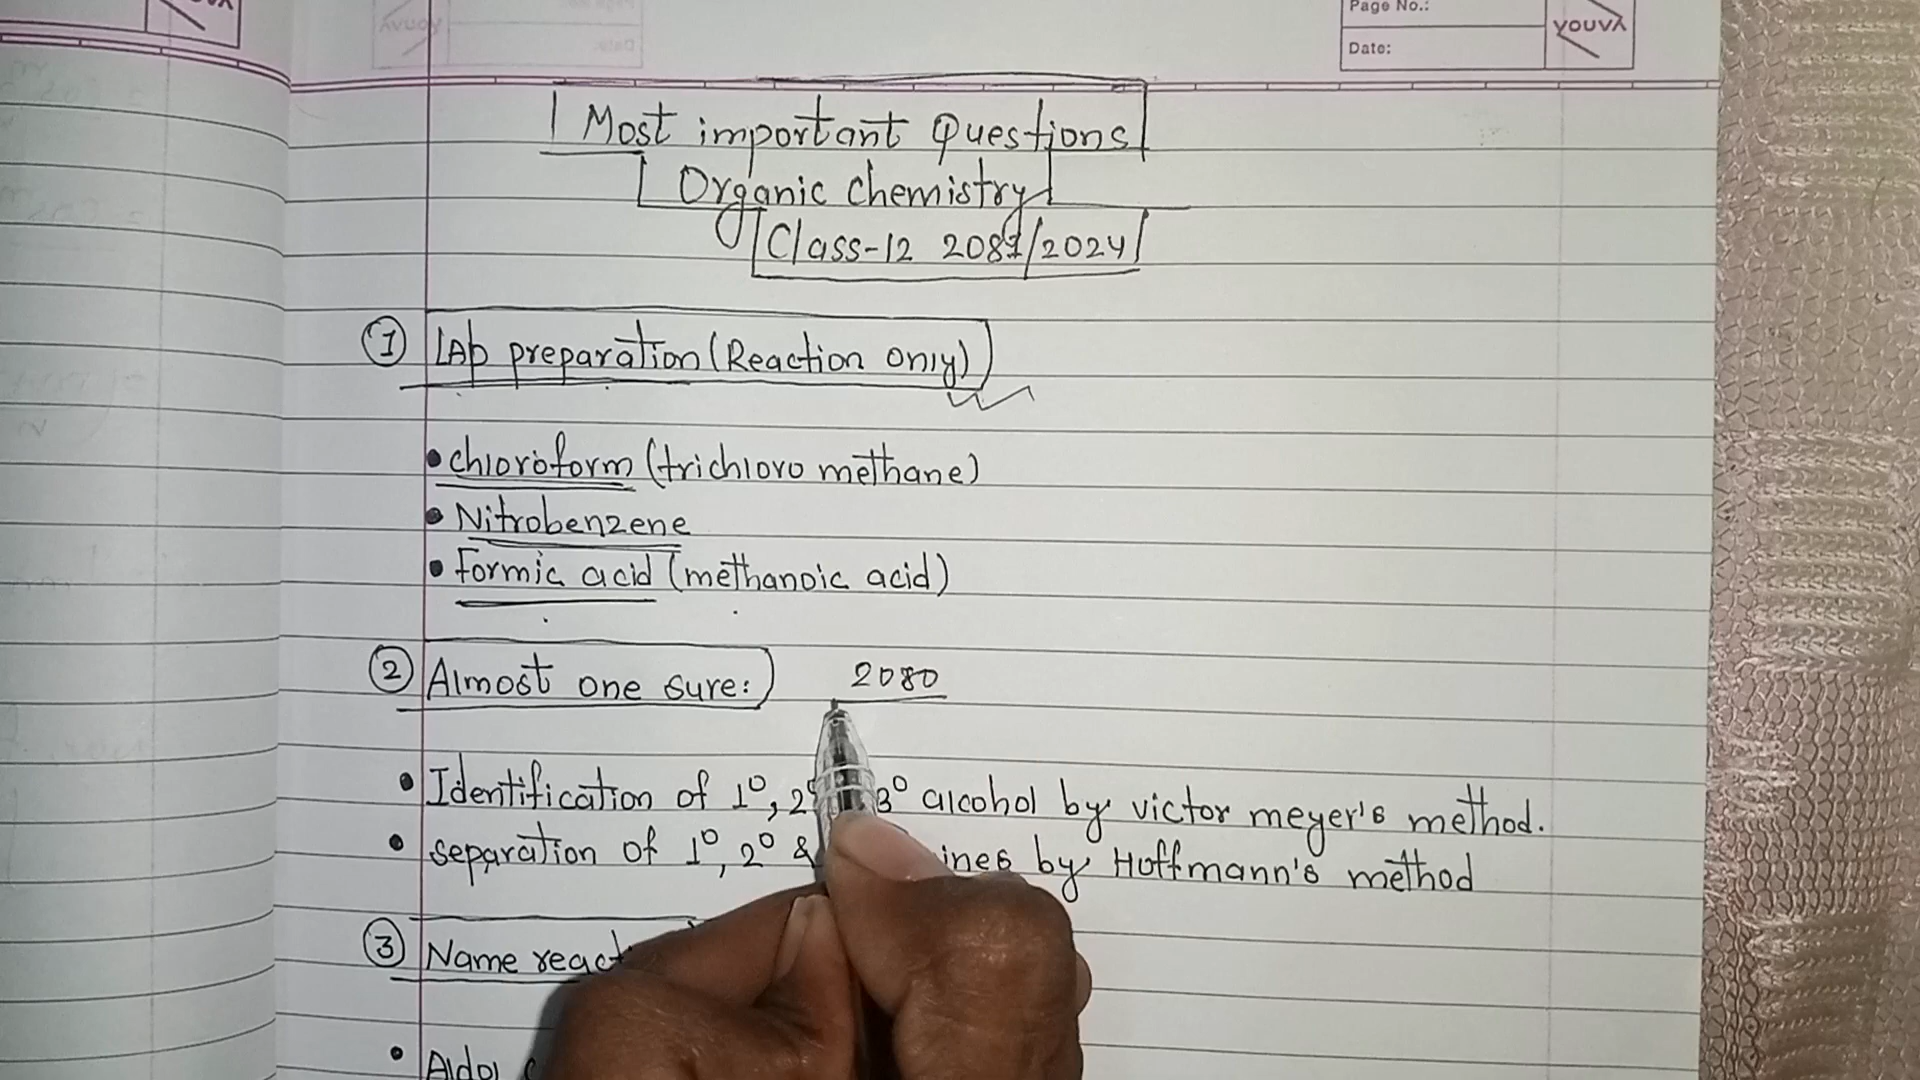 Page No.:
Date:
YOUVA
Most important Questions
Organic chemistry
Class-12 2081/2024
① LAb preparation (Reaction only)
• chloroform (trichloro methane)
• Nitrobenzene
• formic acid (methanoic acid)
② Almost one sure: 2080
• Identification of 1°, 2° 3° alcohol by victor meyer's method.
• separation of 1°, 2° & by Hoffmann's method
③ Name
• Aldol